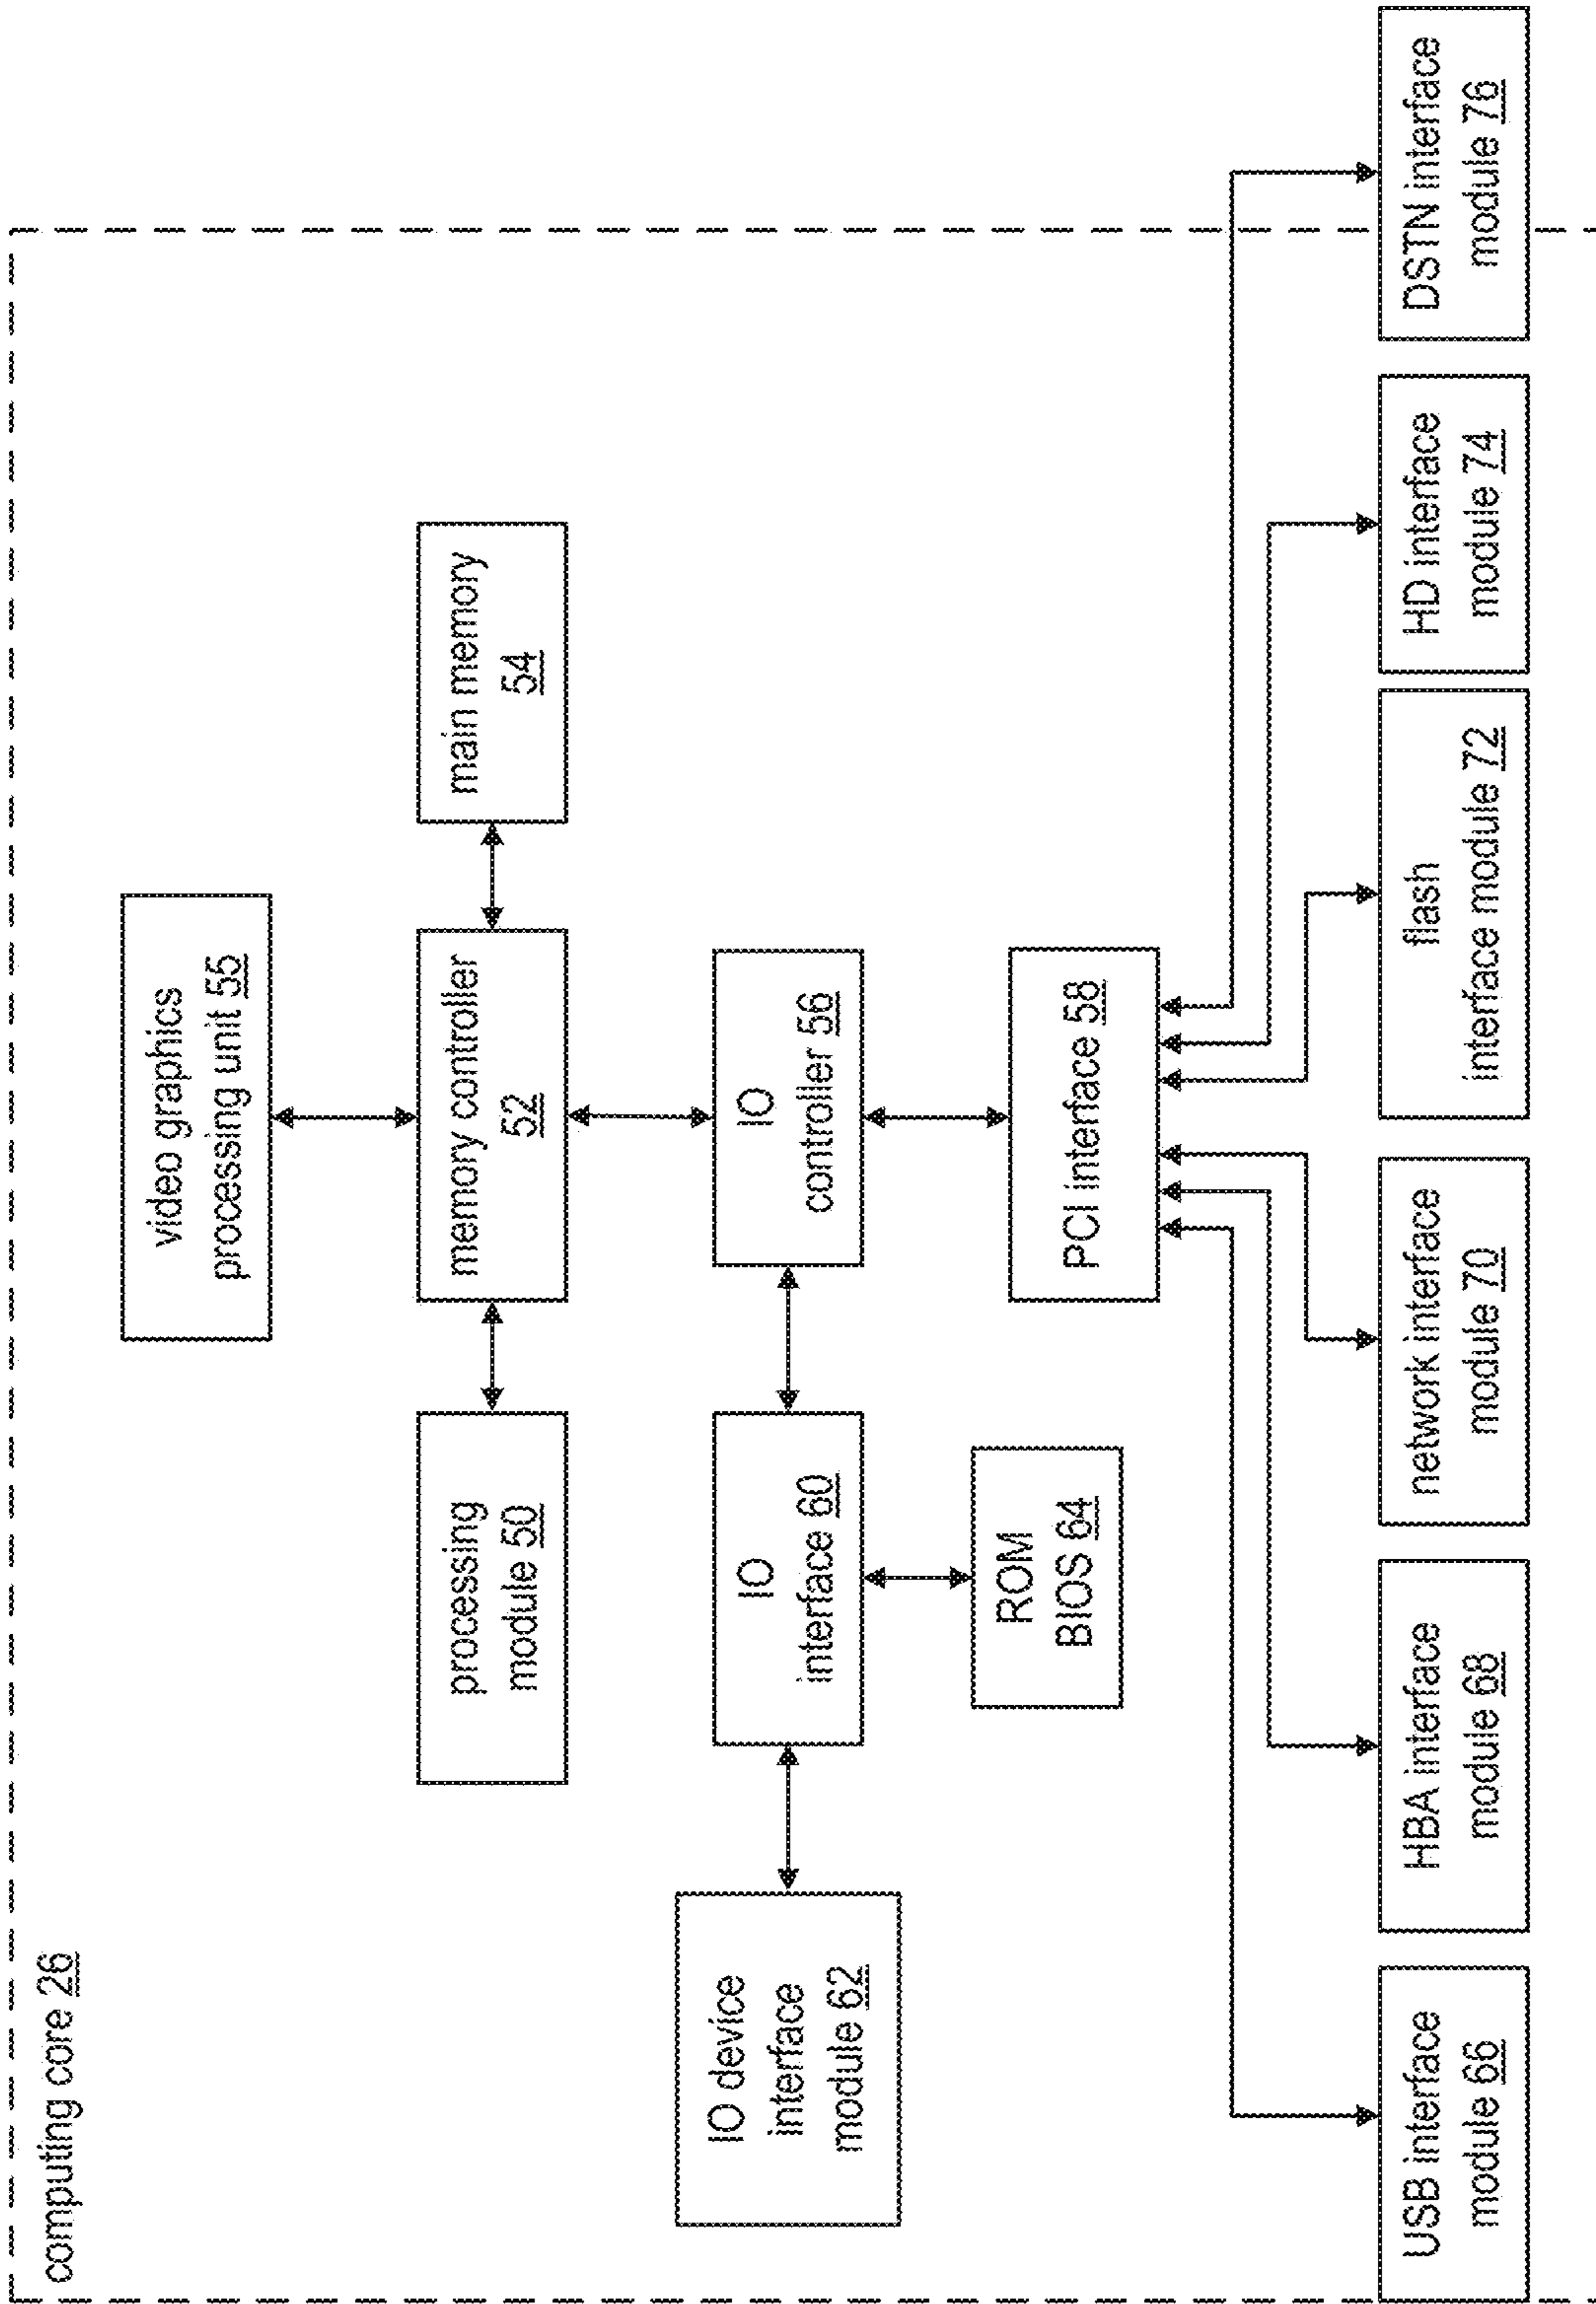 computing core 26
video graphics
processing unit 55
processing
module 50
memory controller
52
main memory
54
IO device
interface
module 62
IO
interface 60
IO
controller 56
ROM
BIOS 64
PCI interface 58
USB interface
module 66
HBA interface
module 68
network interface
module 70
flash
interface module 72
HD interface
module 74
DSTN interface
module 76